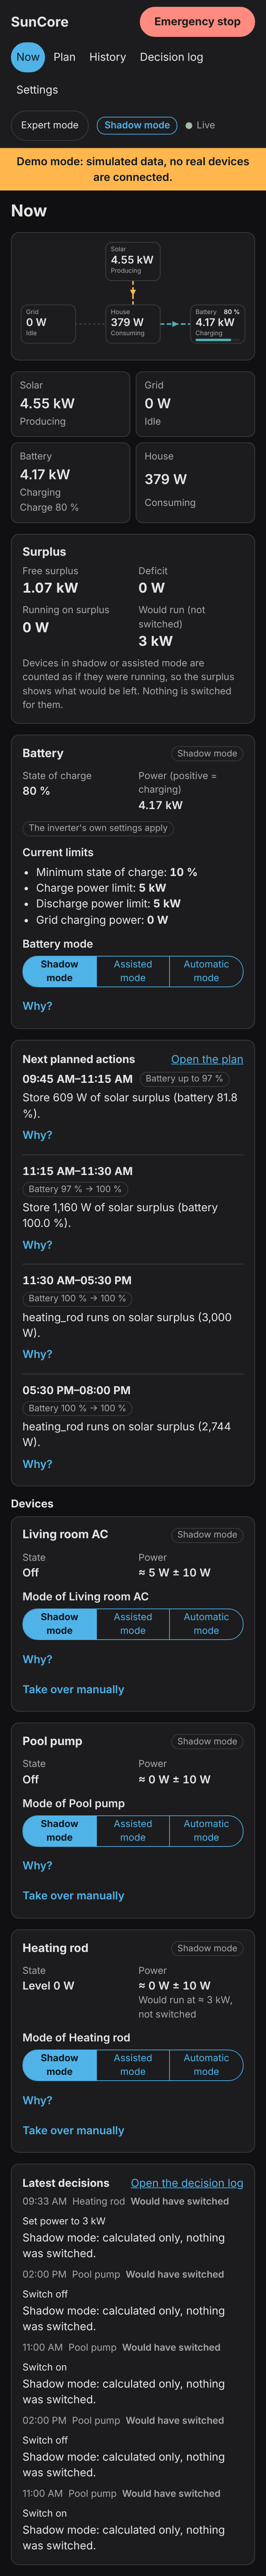 SunCore
Emergency stop
Now
Plan
History
Decision log
Settings
Expert mode
Shadow mode
Live
Demo mode: simulated data, no real devices
are connected.
Now
Solar
4.55 kW
Producing
Grid
0 W
Idle
House
379 W
Consuming
Battery 80 %
4.17 kW
Charging
Solar
4.55 kW
Producing
Grid
0 W
Idle
Battery
4.17 kW
Charging
Charge 80 %
House
379 W
Consuming
Surplus
Free surplus
1.07 kW
Deficit
0 W
Running on surplus
0 W
Would run (not
switched)
3 kW
Devices in shadow or assisted mode are
counted as if they were running, so the surplus
shows what would be left. Nothing is switched
for them.
Battery
Shadow mode
State of charge
80 %
Power (positive =
charging)
4.17 kW
The inverter's own settings apply
Current limits
• Minimum state of charge: 10 %
• Charge power limit: 5 kW
• Discharge power limit: 5 kW
• Grid charging power: 0 W
Battery mode
Shadow
mode
Assisted
mode
Automatic
mode
Why?
Next planned actions
Open the plan
09:45 AM–11:15 AM
Battery up to 97 %
Store 609 W of solar surplus (battery 81.8
%).
Why?
11:15 AM–11:30 AM
Battery 97 % → 100 %
Store 1,160 W of solar surplus (battery
100.0 %).
Why?
11:30 AM–05:30 PM
Battery 100 % → 100 %
heating_rod runs on solar surplus (3,000
W).
Why?
05:30 PM–08:00 PM
Battery 100 % → 100 %
heating_rod runs on solar surplus (2,744
W).
Why?
Devices
Living room AC
Shadow mode
State
Off
Power
≈ 5 W ± 10 W
Mode of Living room AC
Shadow
mode
Assisted
mode
Automatic
mode
Why?
Take over manually
Pool pump
Shadow mode
State
Off
Power
≈ 0 W ± 10 W
Mode of Pool pump
Shadow
mode
Assisted
mode
Automatic
mode
Why?
Take over manually
Heating rod
Shadow mode
State
Level 0 W
Power
≈ 0 W ± 10 W
Would run at ≈ 3 kW,
not switched
Mode of Heating rod
Shadow
mode
Assisted
mode
Automatic
mode
Why?
Take over manually
Latest decisions
Open the decision log
09:33 AM Heating rod Would have switched
Set power to 3 kW
Shadow mode: calculated only, nothing
was switched.
02:00 PM Pool pump Would have switched
Switch off
Shadow mode: calculated only, nothing
was switched.
11:00 AM Pool pump Would have switched
Switch on
Shadow mode: calculated only, nothing
was switched.
02:00 PM Pool pump Would have switched
Switch off
Shadow mode: calculated only, nothing
was switched.
11:00 AM Pool pump Would have switched
Switch on
Shadow mode: calculated only, nothing
was switched.